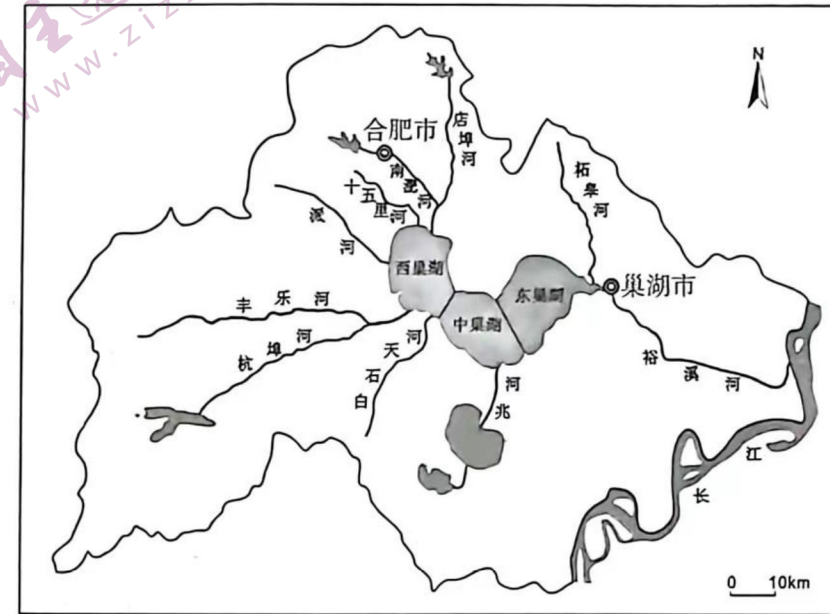 N
店埠河
合肥市
南淝河
十五里河
派河
柘皋河
西巢湖
东巢湖
巢湖市
中巢湖
丰乐河
杭埠河
白石天河
裕溪河
兆河
长江
0 10km
www.ziz